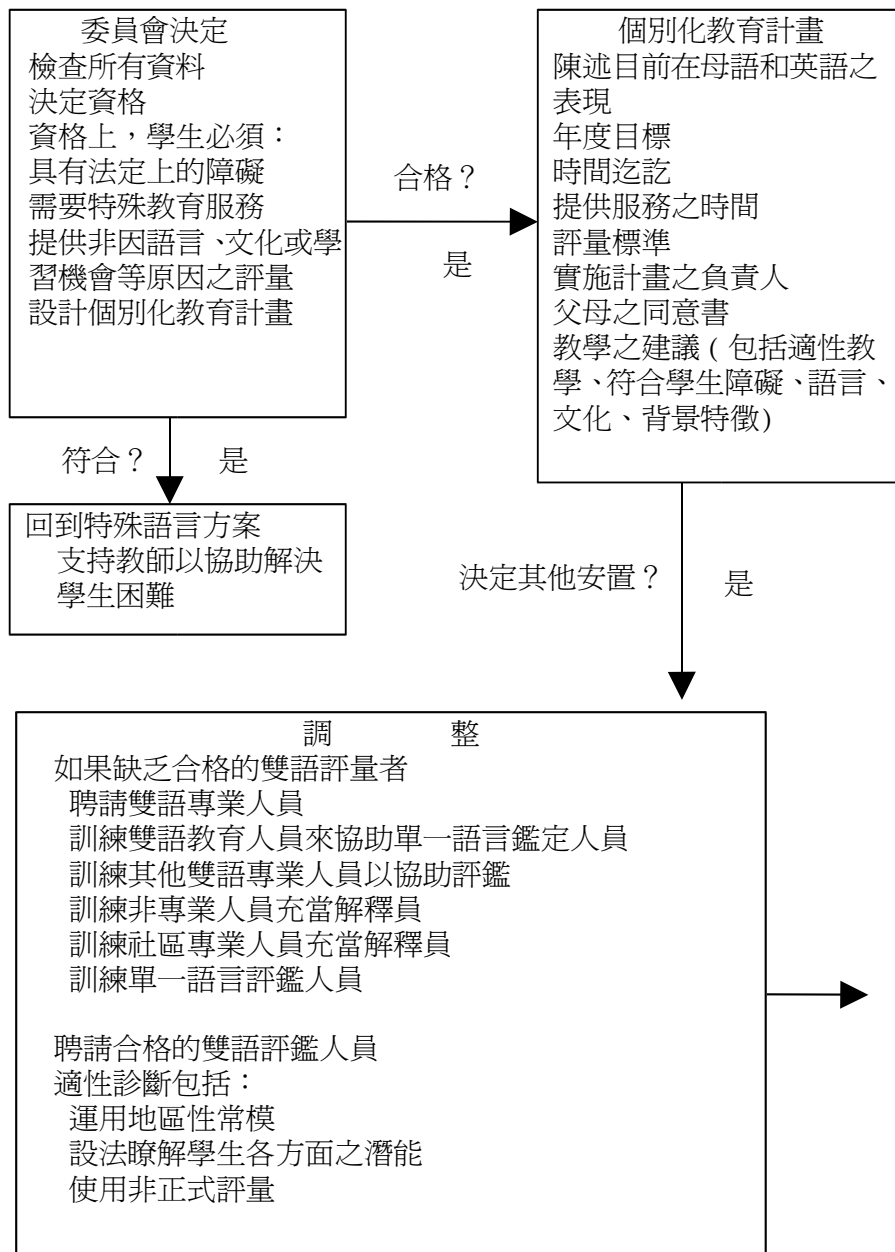 委員會決定
檢查所有資料
決定資格
資格上，學生必須：
具有法定上的障礙
需要特殊教育服務
提供非因語言、文化或學
習機會等原因之評量
設計個別化教育計畫
合格？
是
個別化教育計畫
陳述目前在母語和英語之
表現
年度目標
時間迄訖
提供服務之時間
評量標準
實施計畫之負責人
父母之同意書
教學之建議（包括適性教
學、符合學生障礙、語言、
文化、背景特徵)
符合？ 是
回到特殊語言方案
支持教師以協助解決
學生困難
決定其他安置？ 是
調 整
如果缺乏合格的雙語評量者
聘請雙語專業人員
訓練雙語教育人員來協助單一語言鑑定人員
訓練其他雙語專業人員以協助評鑑
訓練非專業人員充當解釋員
訓練社區專業人員充當解釋員
訓練單一語言評鑑人員
聘請合格的雙語評鑑人員
適性診斷包括：
運用地區性常模
設法瞭解學生各方面之潛能
使用非正式評量